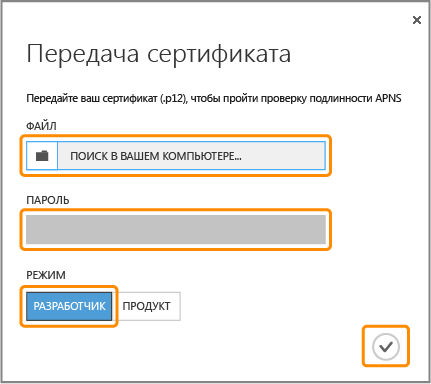 Передача сертификата
Передайте ваш сертификат (.p12), чтобы пройти проверку подлинности APNS
ФАЙЛ
ПОИСК В ВАШЕМ КОМПЬЮТЕРЕ...
ПАРОЛЬ
РЕЖИМ
РАЗРАБОТЧИК ПРОДУКТ